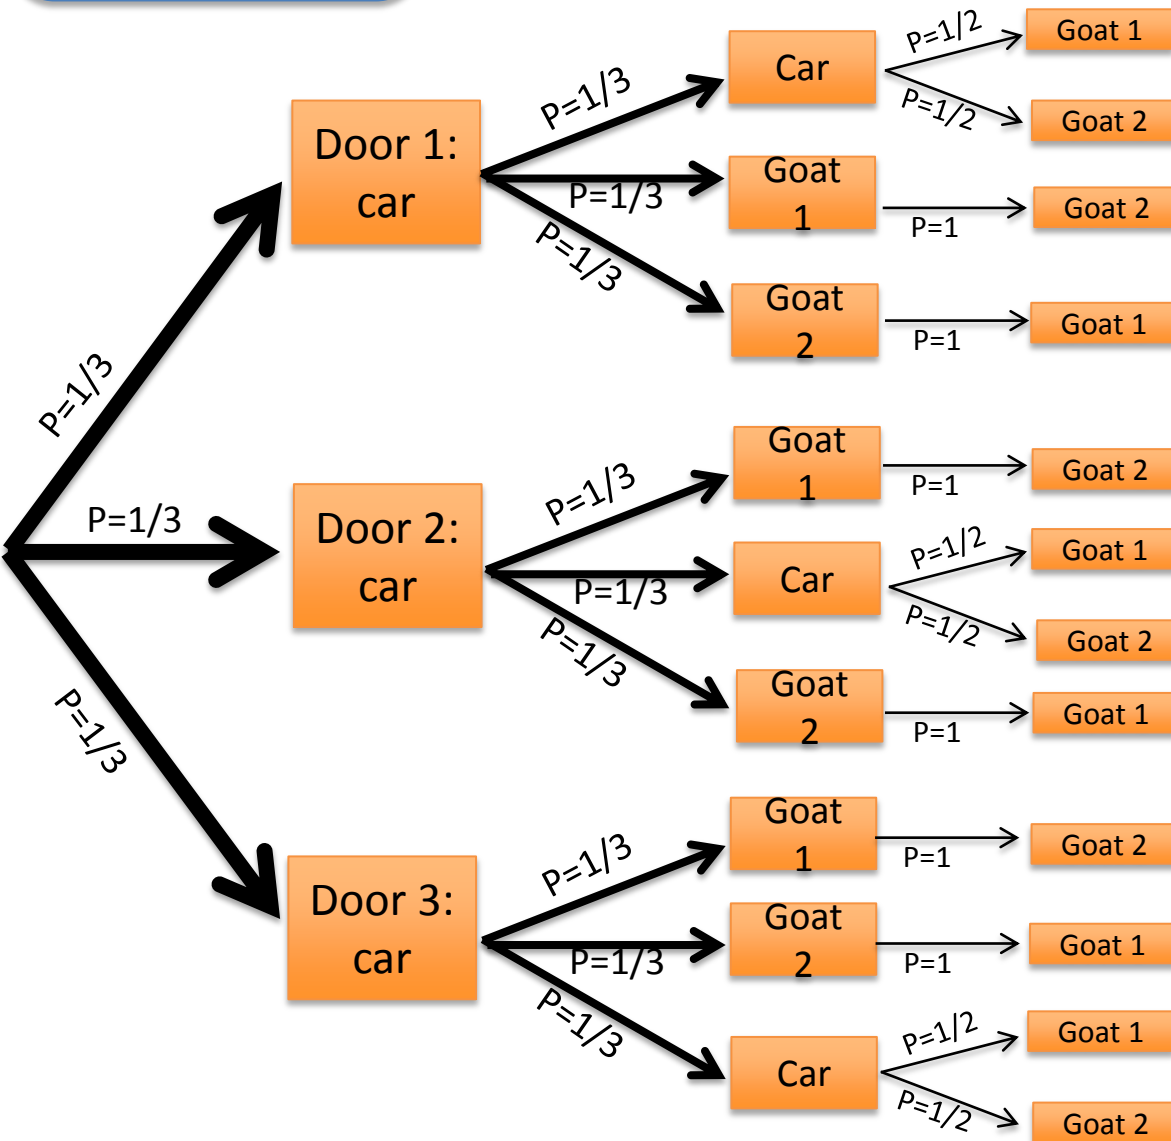 P=1/3
Door 1:
car
P=1/3
Car
P=1/2
Goat 1
P=1/2
Goat 2
P=1/3
Goat
1
P=1
Goat 2
P=1/3
Goat
2
P=1
Goat 1
P=1/3
Door 2:
car
P=1/3
Goat
1
P=1
Goat 2
P=1/3
Car
P=1/2
Goat 1
P=1/2
Goat 2
P=1/3
Goat
2
P=1
Goat 1
P=1/3
Door 3:
car
P=1/3
Goat
1
P=1
Goat 2
P=1/3
Goat
2
P=1
Goat 1
P=1/3
Car
P=1/2
Goat 1
P=1/2
Goat 2